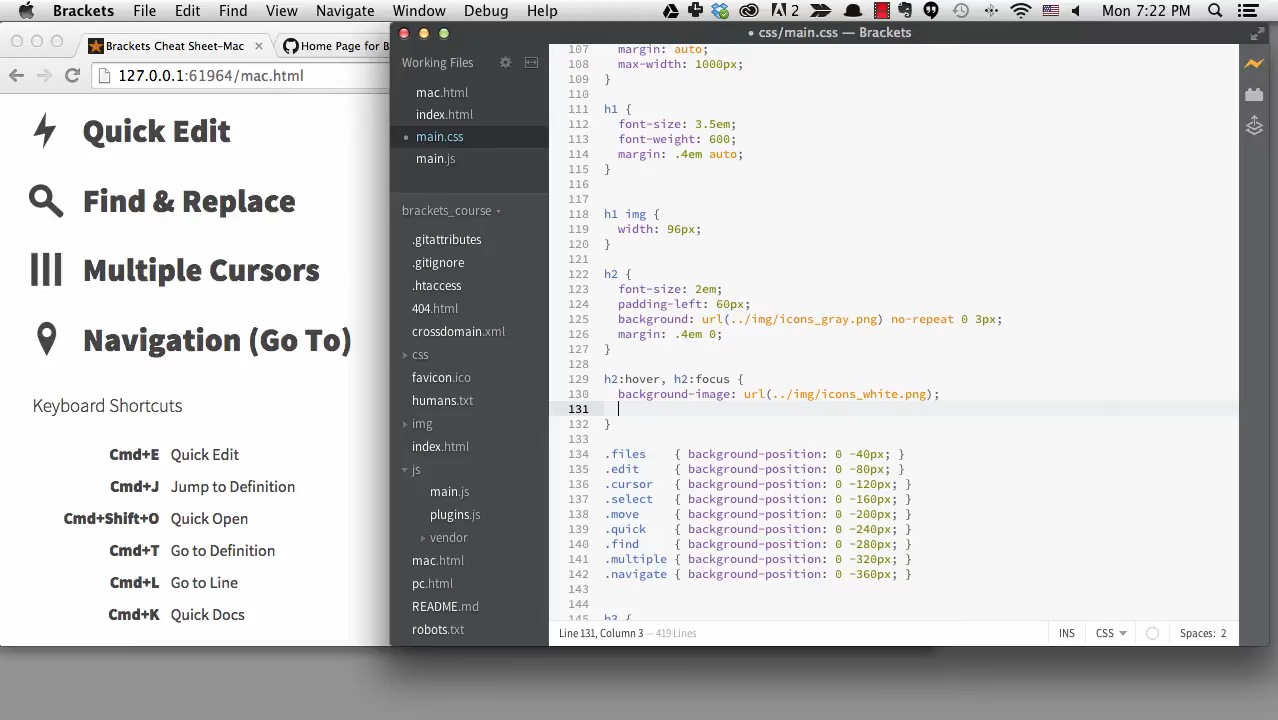 Brackets File Edit Find View Navigate Window Debug Help
2 Mon 7:22 PM
Brackets Cheat Sheet–Mac × Home Page for B
127.0.0.1:61964/mac.html
Quick Edit
Find & Replace
Multiple Cursors
Navigation (Go To)
Keyboard Shortcuts
Cmd+E Quick Edit
Cmd+J Jump to Definition
Cmd+Shift+O Quick Open
Cmd+T Go to Definition
Cmd+L Go to Line
Cmd+K Quick Docs
• css/main.css — Brackets
Working Files
mac.html
index.html
• main.css
main.js
brackets_course
.gitattributes
.gitignore
.htaccess
404.html
crossdomain.xml
css
favicon.ico
humans.txt
img
index.html
js
main.js
plugins.js
vendor
mac.html
pc.html
README.md
robots.txt
107 margin: auto;
108 max-width: 1000px;
109 }
110
111 h1 {
112 font-size: 3.5em;
113 font-weight: 600;
114 margin: .4em auto;
115 }
116
117
118 h1 img {
119 width: 96px;
120 }
121
122 h2 {
123 font-size: 2em;
124 padding-left: 60px;
125 background: url(../img/icons_gray.png) no-repeat 0 3px;
126 margin: .4em 0;
127 }
128
129 h2:hover, h2:focus {
130 background-image: url(../img/icons_white.png);
131
132 }
133
134 .files { background-position: 0 -40px; }
135 .edit { background-position: 0 -80px; }
136 .cursor { background-position: 0 -120px; }
137 .select { background-position: 0 -160px; }
138 .move { background-position: 0 -200px; }
139 .quick { background-position: 0 -240px; }
140 .find { background-position: 0 -280px; }
141 .multiple { background-position: 0 -320px; }
142 .navigate { background-position: 0 -360px; }
143
144
145 h3 {
Line 131, Column 3 — 419 Lines
INS CSS Spaces: 2